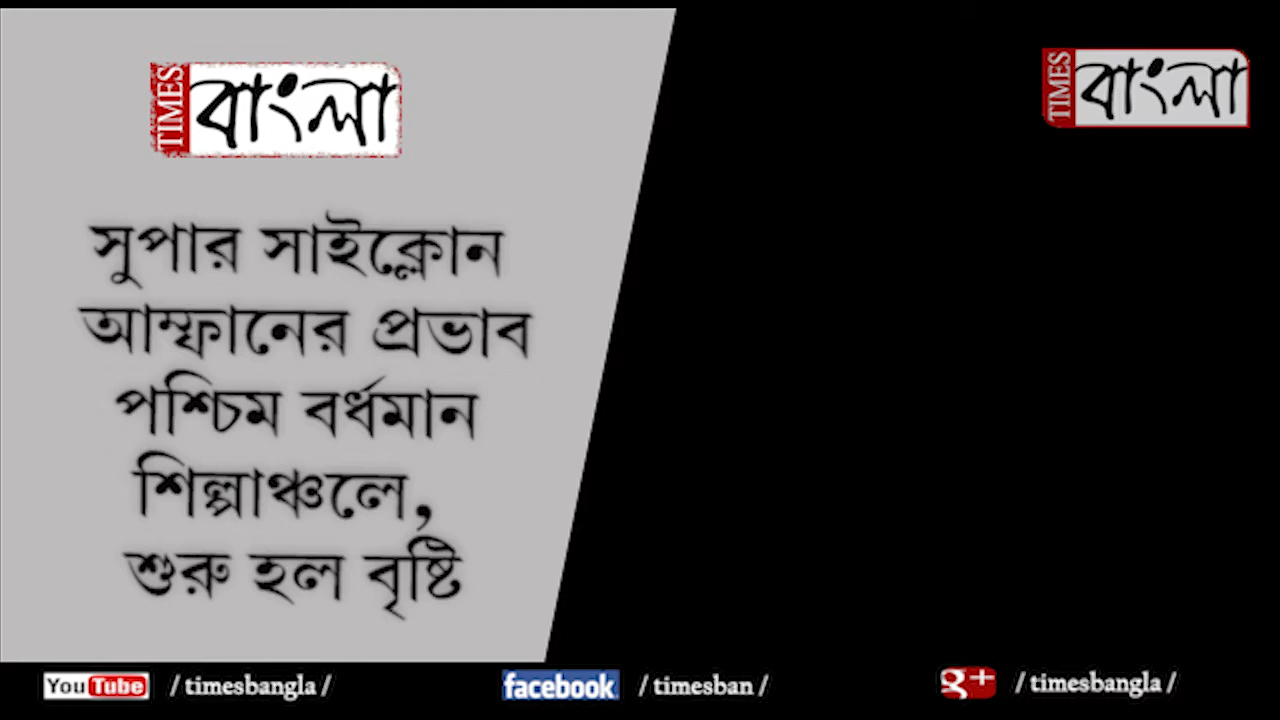 TIMES বাংলা
TIMES বাংলা
সুপার সাইক্লোন
আম্ফানের প্রভাব
পশ্চিম বর্ধমান
শিল্পাঞ্চলে,
শুরু হল বৃষ্টি
YouTube / timesbangla /
facebook / timesban /
g+ / timesbangla /